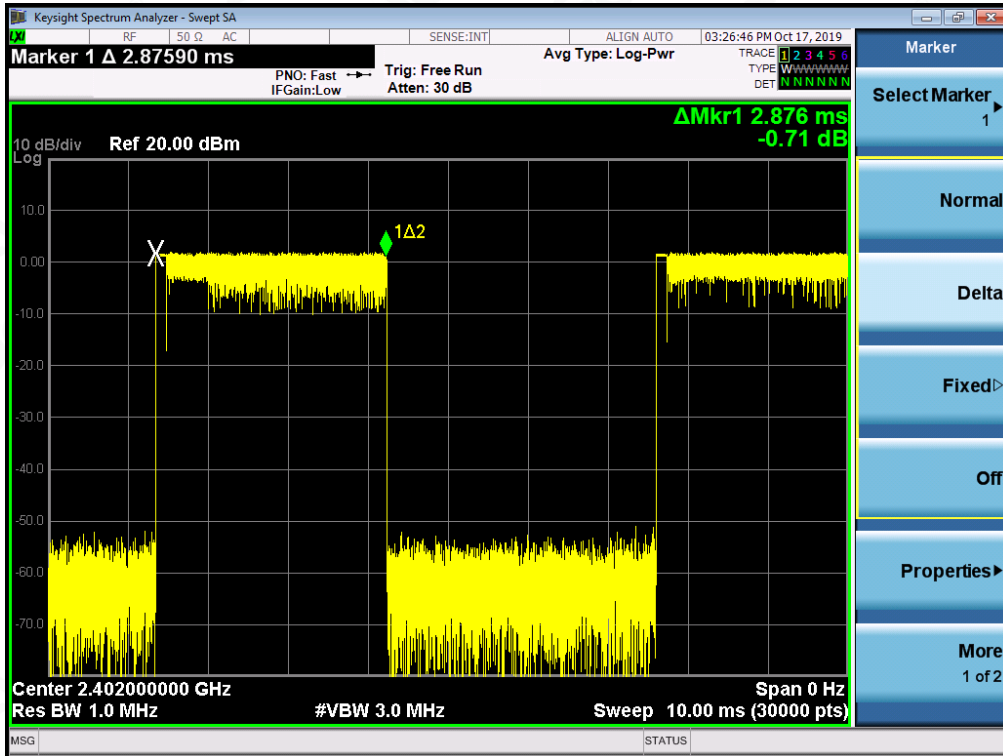 Keysight Spectrum Analyzer - Swept SA
LXI RF 50 Ω AC SENSE:INT ALIGN AUTO 03:26:46 PM Oct 17, 2019
Marker 1 Δ 2.87590 ms
PNO: Fast
IFGain:Low
Trig: Free Run
Atten: 30 dB
Avg Type: Log-Pwr
TRACE 1 2 3 4 5 6
TYPE WWWWWW
DET N N N N N N
ΔMkr1 2.876 ms
-0.71 dB
10 dB/div Ref 20.00 dBm
Log
10.0
1Δ2
0.00
-10.0
-20.0
-30.0
-40.0
-50.0
-60.0
-70.0
Center 2.402000000 GHz Span 0 Hz
Res BW 1.0 MHz #VBW 3.0 MHz Sweep 10.00 ms (30000 pts)
MSG STATUS
Marker
Select Marker
1
Normal
Delta
Fixed
Off
Properties
More
1 of 2